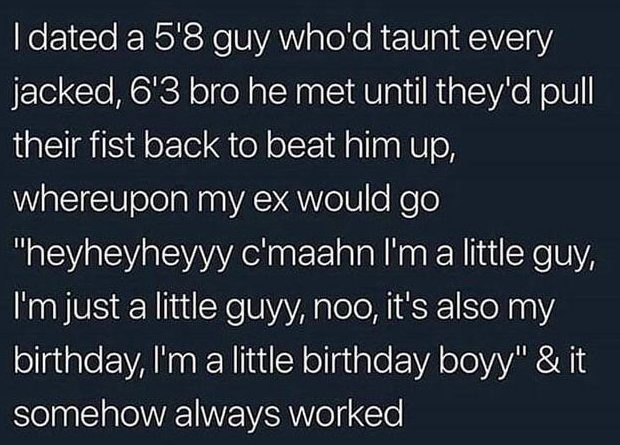 I dated a 5'8 guy who'd taunt every
jacked, 6'3 bro he met until they'd pull
their fist back to beat him up,
whereupon my ex would go
"heyheyheyyy c'maahn I'm a little guy,
I'm just a little guyy, noo, it's also my
birthday, I'm a little birthday boyy" & it
somehow always worked